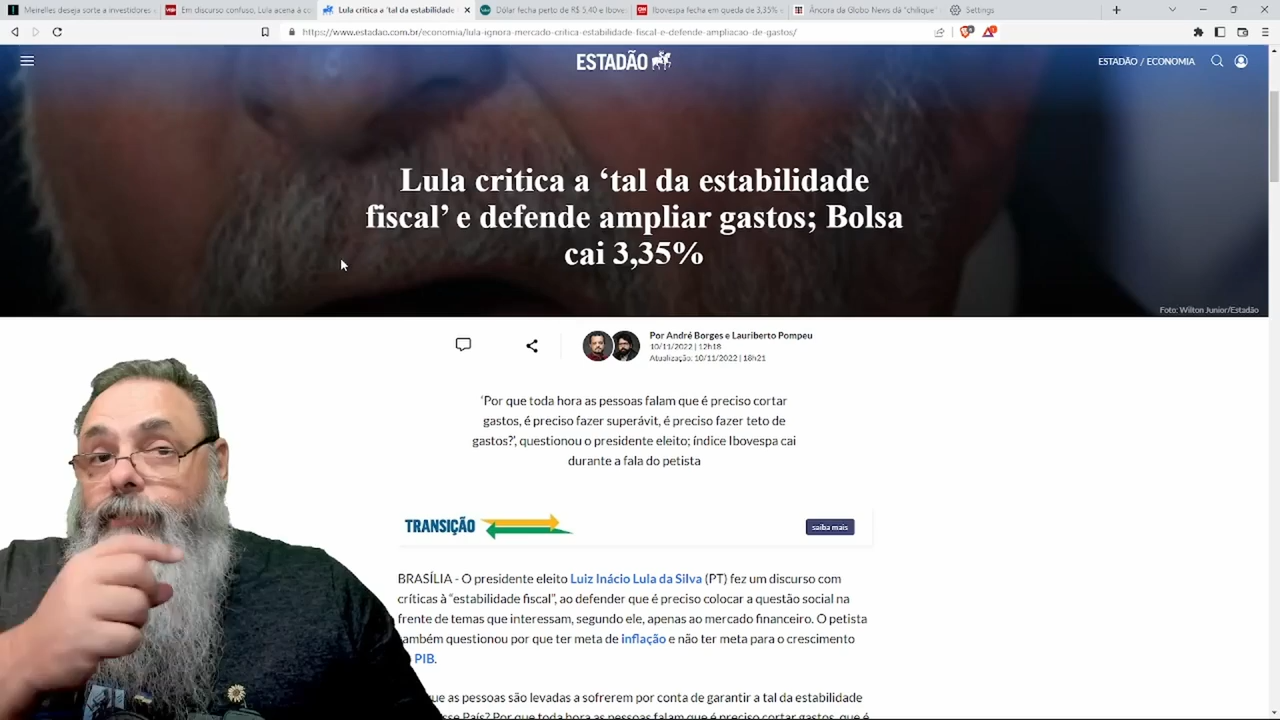 Meirelles deseja sorte a investidores
Em discurso confuso, Lula acena à co
Lula critica a 'tal da estabilidade
Dólar fecha perto de R$ 5,40 e Ibove
Ibovespa fecha em queda de 3,35%
Âncora da Globo News dá "chilique"
Settings
https://www.estadao.com.br/economia/lula-ignora-mercado-critica-estabilidade-fiscal-e-defende-ampliacao-de-gastos/
ESTADÃO
ESTADÃO / ECONOMIA
Lula critica a ‘tal da estabilidade
fiscal’ e defende ampliar gastos; Bolsa
cai 3,35%
Foto: Wilton Junior/Estadão
Por André Borges e Lauriberto Pompeu
10/11/2022 | 12h18
Atualização: 10/11/2022 | 18h21
‘Por que toda hora as pessoas falam que é preciso cortar
gastos, é preciso fazer superávit, é preciso fazer teto de
gastos?’, questionou o presidente eleito; índice Ibovespa cai
durante a fala do petista
TRANSIÇÃO
saiba mais
BRASÍLIA - O presidente eleito Luiz Inácio Lula da Silva (PT) fez um discurso com
críticas à “estabilidade fiscal”, ao defender que é preciso colocar a questão social na
frente de temas que interessam, segundo ele, apenas ao mercado financeiro. O petista
também questionou por que ter meta de inflação e não ter meta para o crescimento
PIB.
que as pessoas são levadas a sofrerem por conta de garantir a tal da estabilidade
País? Por que toda hora as pessoas falam que é preciso cortar gastos, que é